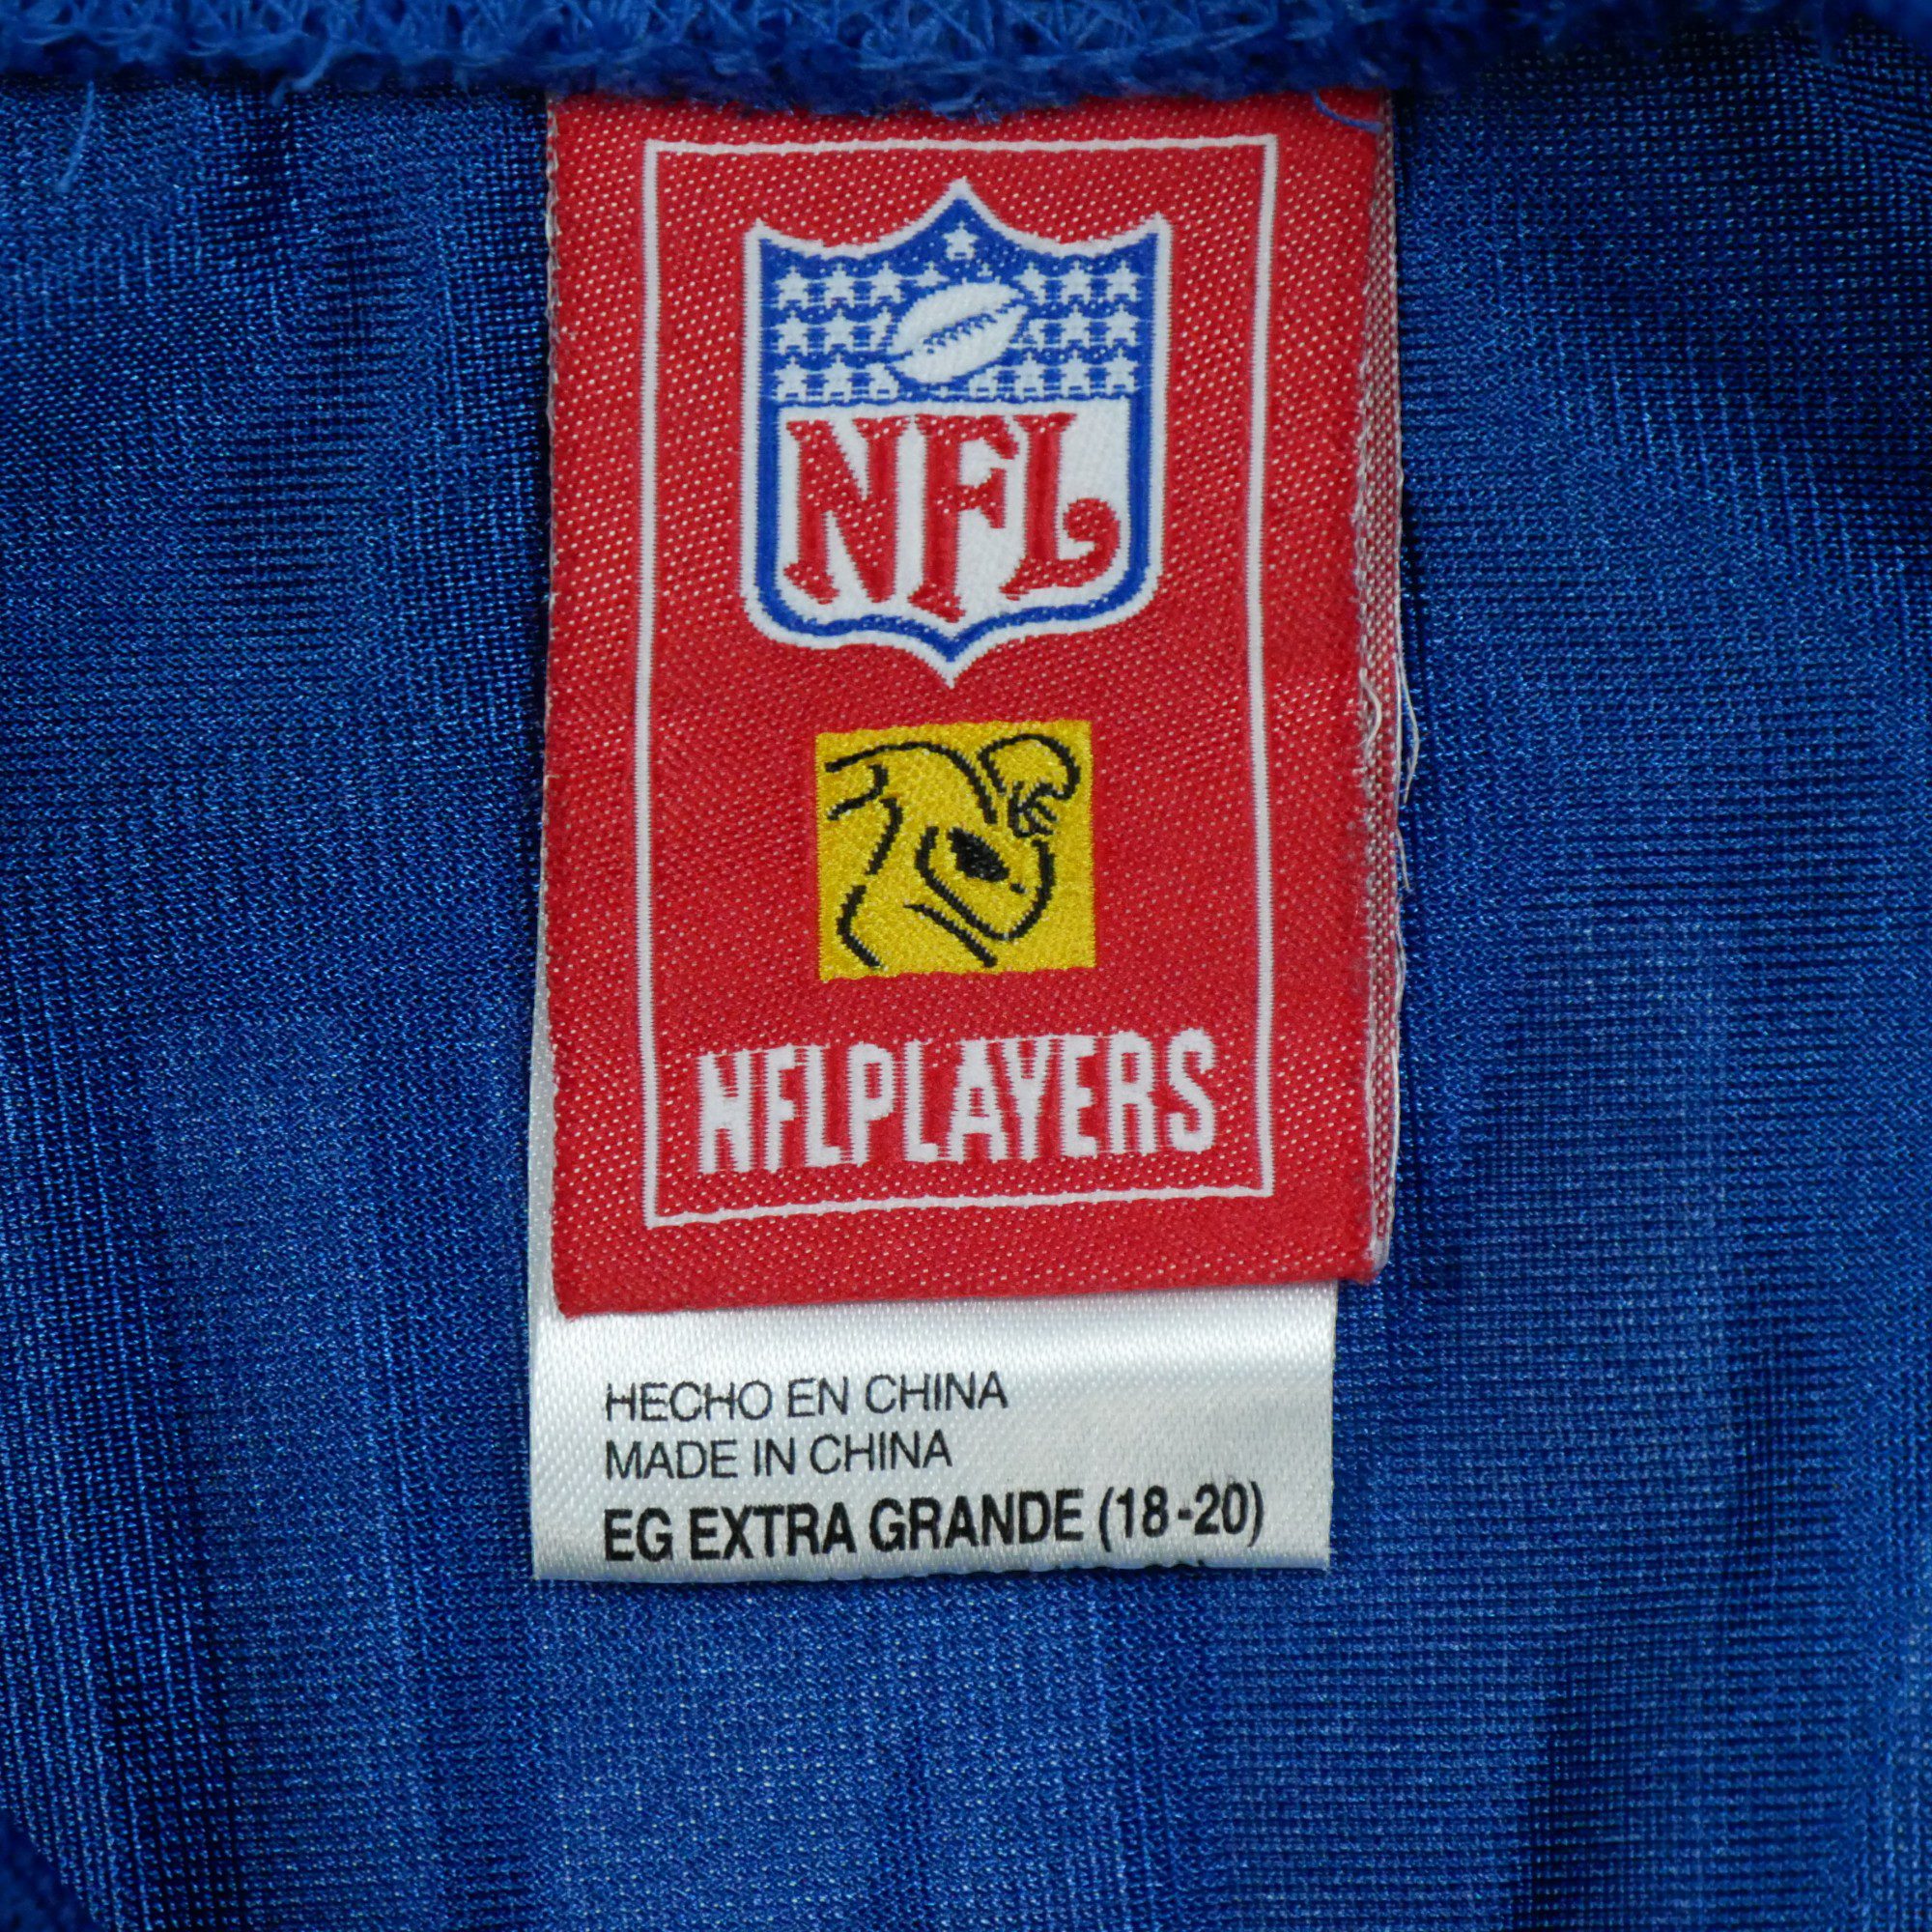 NFL
NFLPLAYERS
HECHO EN CHINA
MADE IN CHINA
EG EXTRA GRANDE (18-20)